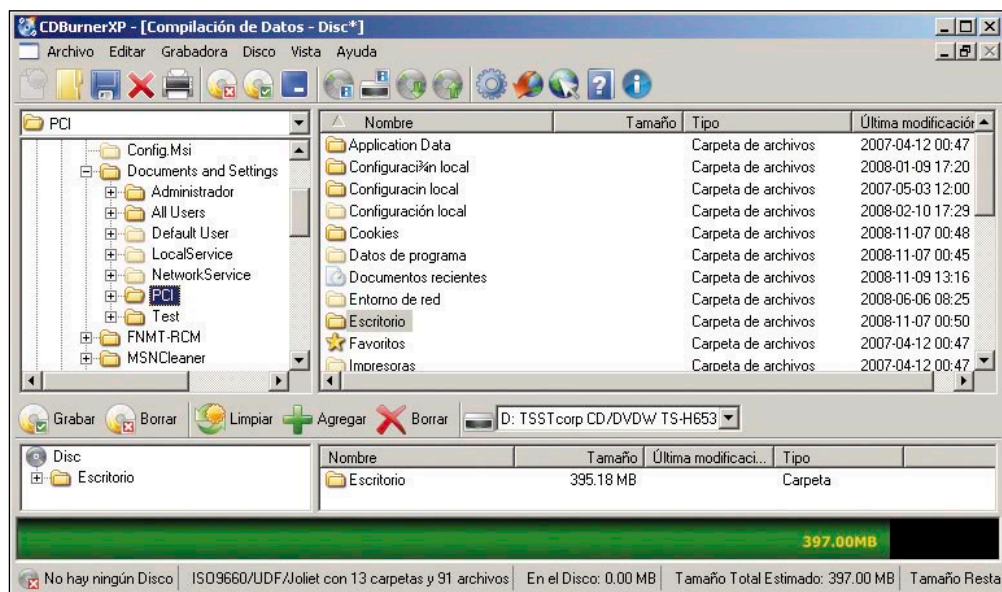 CDBurnerXP - [Compilación de Datos - Disc*]
Archivo Editar Grabadora Disco Vista Ayuda
PCI
Config.Msi
Documents and Settings
Administrador
All Users
Default User
LocalService
NetworkService
PCI
Test
FNMT-RCM
MSNCleaner
Nombre Tamaño Tipo Última modificación
Application Data Carpeta de archivos 2007-04-12 00:47
Configuraci¾n local Carpeta de archivos 2008-01-09 17:20
Configuracin local Carpeta de archivos 2007-05-03 12:00
Configuración local Carpeta de archivos 2008-02-10 17:29
Cookies Carpeta de archivos 2008-11-07 00:48
Datos de programa Carpeta de archivos 2008-11-07 00:45
Documentos recientes Carpeta de archivos 2008-11-09 13:16
Entorno de red Carpeta de archivos 2008-06-06 08:25
Escritorio Carpeta de archivos 2008-11-07 00:50
Favoritos Carpeta de archivos 2007-04-12 00:47
Impresoras Carpeta de archivos 2007-04-12 00:47
Grabar Borrar Limpiar Agregar Borrar D: TSSTcorp CD/DVDW TS-H653
Disc
Escritorio
Nombre Tamaño Última modificaci... Tipo
Escritorio 395.18 MB Carpeta
397.00MB
No hay ningún Disco ISO9660/UDF/Joliet con 13 carpetas y 91 archivos En el Disco: 0.00 MB Tamaño Total Estimado: 397.00 MB Tamaño Resta